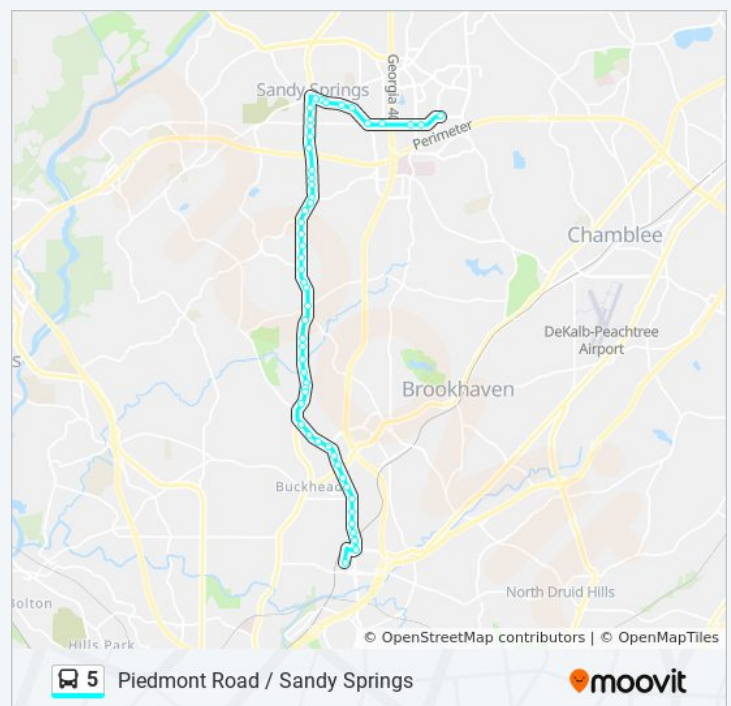 Sandy Springs
Georgia 40
Perimeter
Chamblee
DeKalb-Peachtree
Airport
s
Brookhaven
Buckhead
North Druid Hills
Bolton
Hills Park
© OpenStreetMap contributors | © OpenMapTiles
5 Piedmont Road / Sandy Springs
moovit